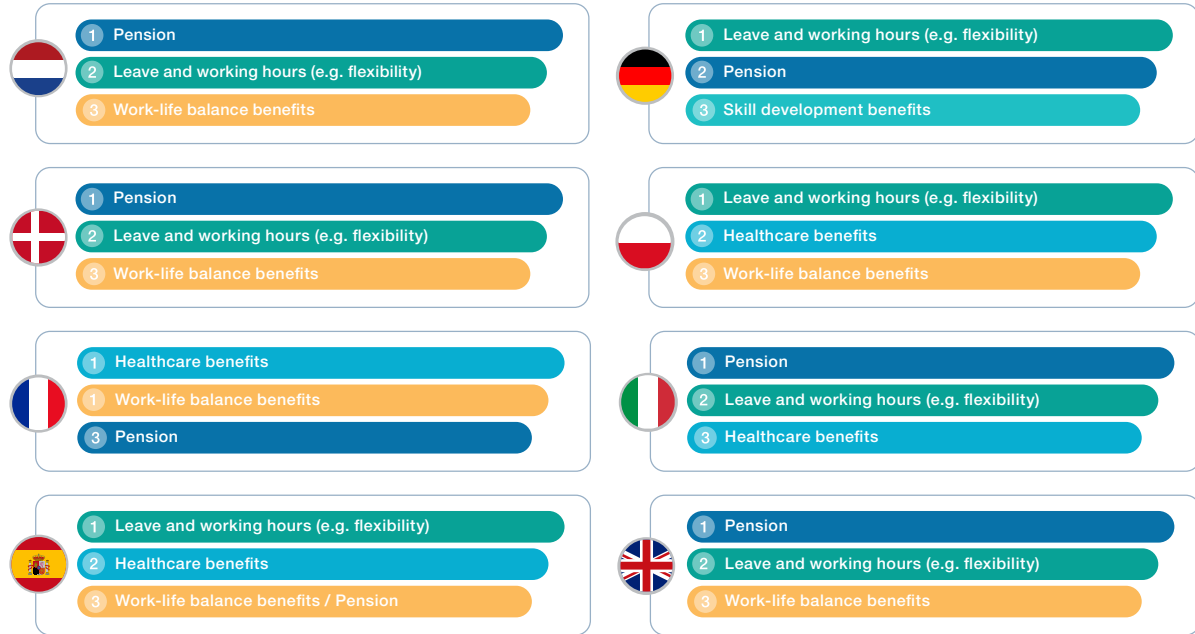 1 Pension
2 Leave and working hours (e.g. flexibility)
3 Work-life balance benefits
1 Leave and working hours (e.g. flexibility)
2 Pension
3 Skill development benefits
1 Pension
2 Leave and working hours (e.g. flexibility)
3 Work-life balance benefits
1 Leave and working hours (e.g. flexibility)
2 Healthcare benefits
3 Work-life balance benefits
1 Healthcare benefits
1 Work-life balance benefits
3 Pension
1 Pension
2 Leave and working hours (e.g. flexibility)
3 Healthcare benefits
1 Leave and working hours (e.g. flexibility)
2 Healthcare benefits
3 Work-life balance benefits / Pension
1 Pension
2 Leave and working hours (e.g. flexibility)
3 Work-life balance benefits